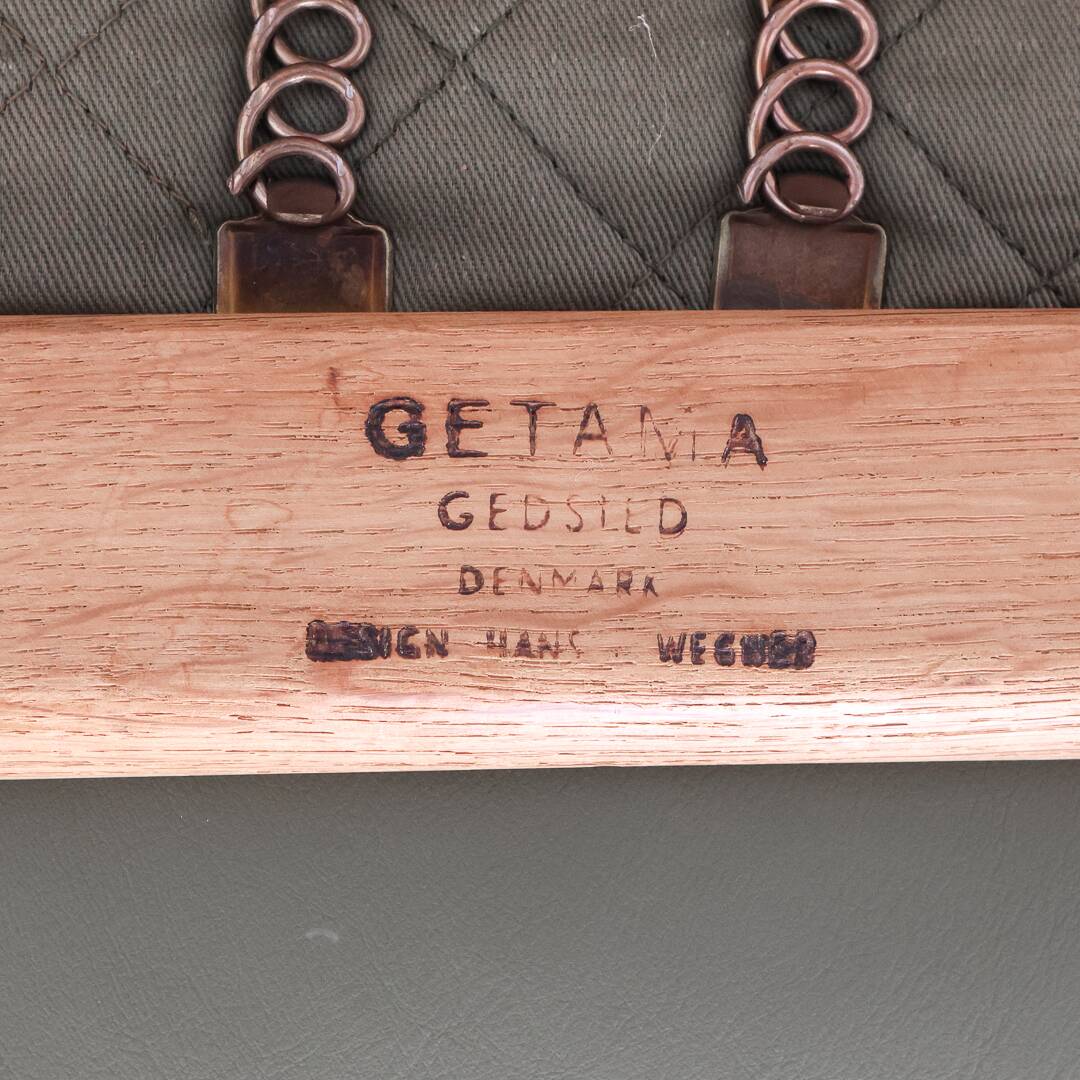 GETAMA
GEDSTED
DENMARK
DESIGN HANS . WEGNER